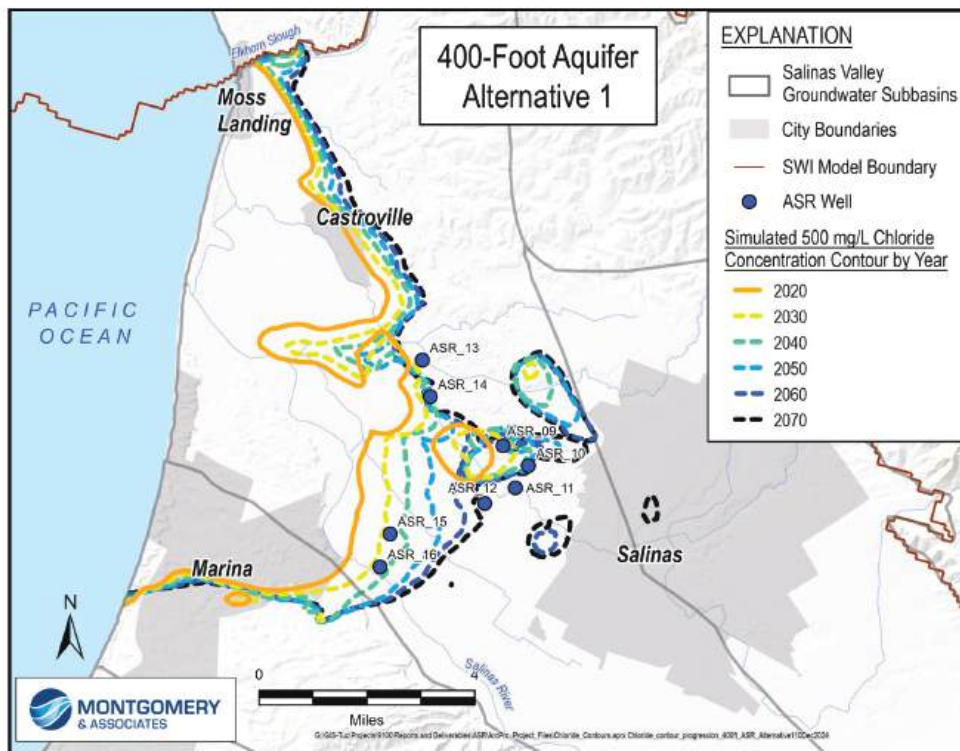 400-Foot Aquifer
Alternative 1
EXPLANATION
Salinas Valley
Groundwater Subbasins
City Boundaries
SWI Model Boundary
ASR Well
Simulated 500 mg/L Chloride
Concentration Contour by Year
2020
2030
2040
2050
2060
2070
Elkhorn Slough
Moss
Landing
Castroville
PACIFIC
OCEAN
ASR_13
ASR_14
ASR_09
ASR_10
ASR_12
ASR_11
ASR_15
ASR_16
Marina
Salinas
N
Salinas River
0
4
Miles
MONTGOMERY
& ASSOCIATES